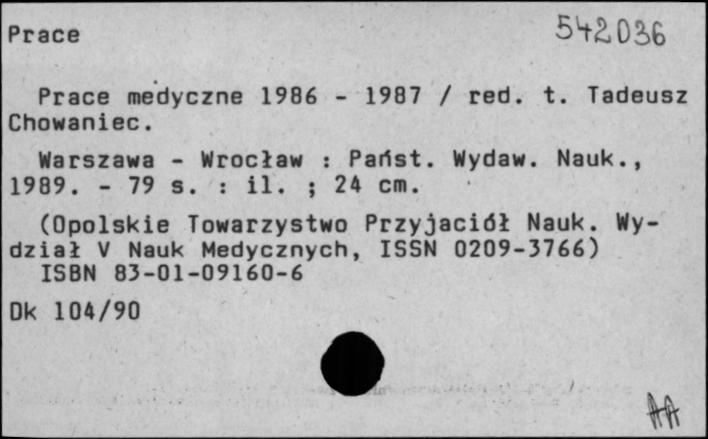 Prace 542036
Prace medyczne 1986 - 1987 / red. t. Tadeusz
Chowaniec.
Warszawa - Wrocław : Państ. Wydaw. Nauk.,
1989. - 79 s. : il. ; 24 cm.
(Opolskie Towarzystwo Przyjaciół Nauk. Wy-
dział V Nauk Medycznych, ISSN 0209-3766)
ISBN 83-01-09160-6
Dk 104/90
AA